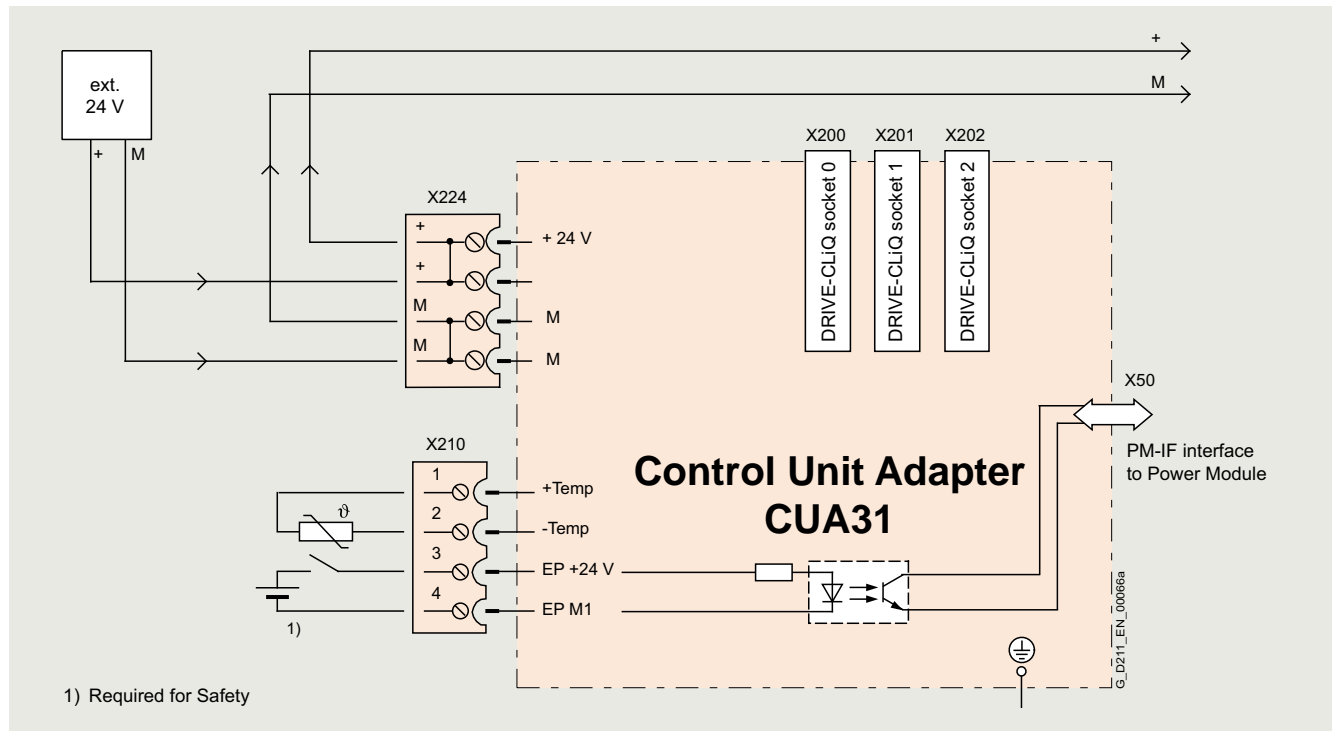 +
M
ext.
24 V
+ M
X200 X201 X202
DRIVE-CLiQ socket 0
DRIVE-CLiQ socket 1
DRIVE-CLiQ socket 2
X224
+
+ 24 V
+
M
M
M
M
X50
PM-IF interface
to Power Module
X210
1
+Temp
2
-Temp
ϑ
3
EP +24 V
4
EP M1
1)
Control Unit Adapter
CUA31
G_D211_EN_00066a
1) Required for Safety